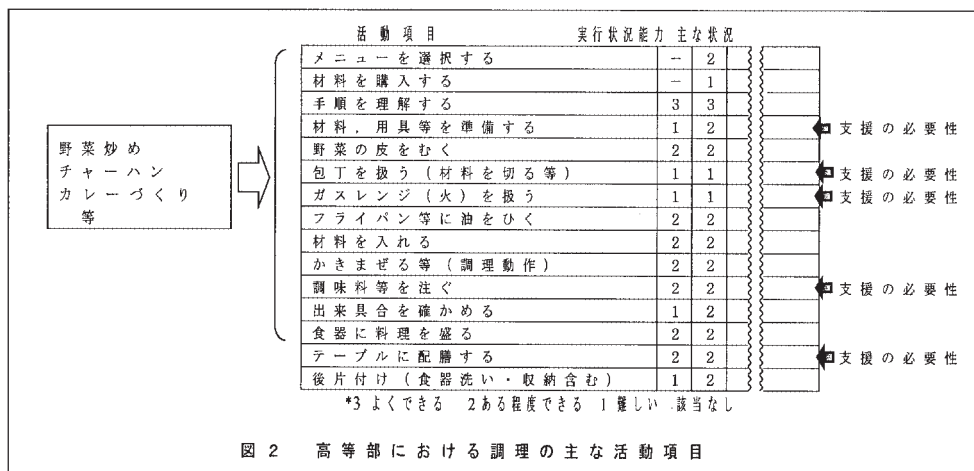 活動項目 実行状況 能力 主な状況
メニューを選択する － 2
材料を購入する － 1
手順を理解する 3 3
材料，用具等を準備する 1 2 支援の必要性
野菜の皮をむく 2 2
包丁を扱う（材料を切る等） 1 1 支援の必要性
ガスレンジ（火）を扱う 1 1 支援の必要性
フライパン等に油をひく 2 2
材料を入れる 2 2
かきまぜる等（調理動作） 2 2
調味料等を注ぐ 2 2 支援の必要性
出来具合を確かめる 1 2
食器に料理を盛る 2 2
テーブルに配膳する 2 2 支援の必要性
後片付け（食器洗い・収納含む） 1 2
野菜炒め
チャーハン
カレーづくり
等
*3 よくできる 2ある程度できる 1 難しい 該当なし
図2 高等部における調理の主な活動項目